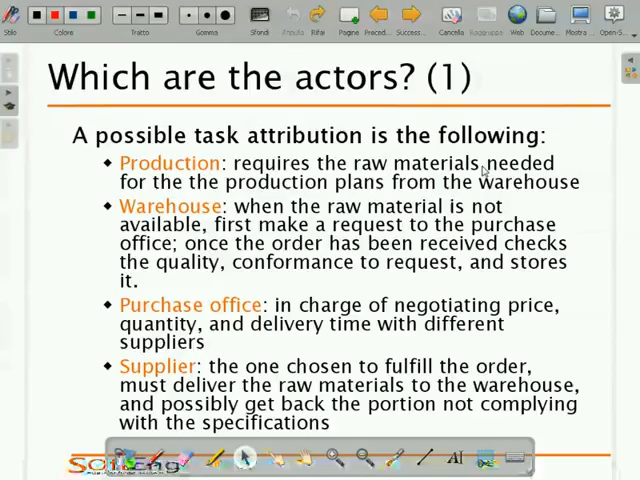 Stilo
Colore
Tratto
Gomma
Sfondi
Annulla
Rifai
Pagine
Preced...
Success...
Cancella
Raggruppa
Web
Docum...
Mostra ...
Open-S...
Which are the actors? (1)
A possible task attribution is the following:
Production: requires the raw materials needed
for the the production plans from the warehouse
Warehouse: when the raw material is not
available, first make a request to the purchase
office; once the order has been received checks
the quality, conformance to request, and stores
it.
Purchase office: in charge of negotiating price,
quantity, and delivery time with different
suppliers
Supplier: the one chosen to fulfill the order,
must deliver the raw materials to the warehouse,
and possibly get back the portion not complying
with the specifications
AI